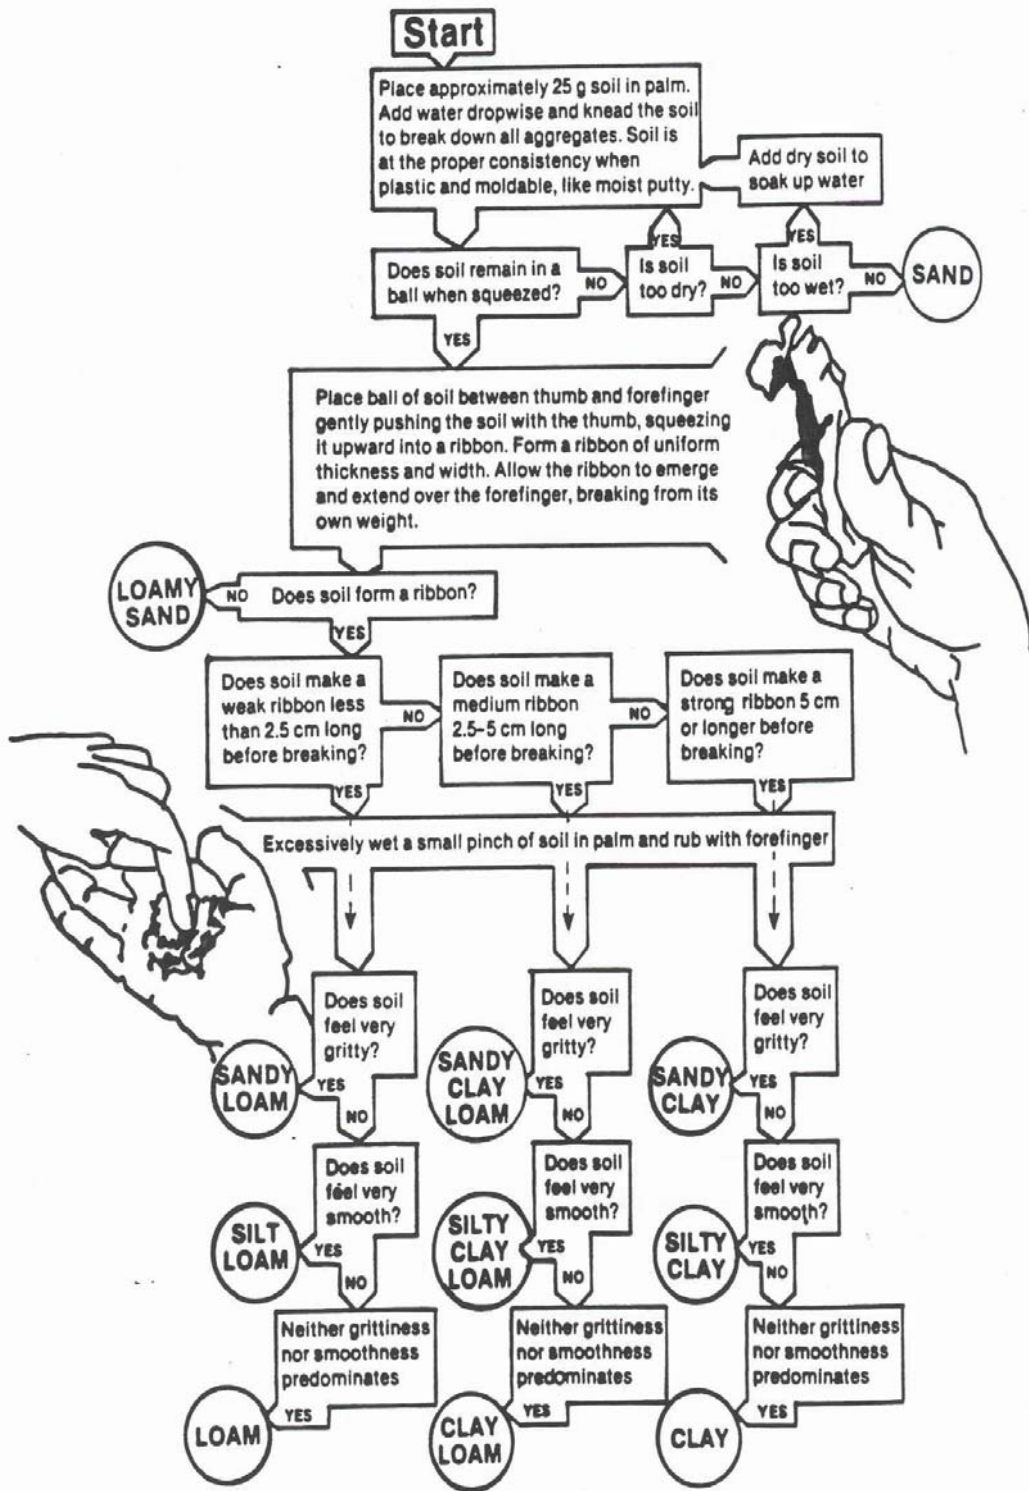 Start
Place approximately 25 g soil in palm.
Add water dropwise and knead the soil
to break down all aggregates. Soil is
at the proper consistency when
plastic and moldable, like moist putty.
Add dry soil to
soak up water
YES
YES
Does soil remain in a
ball when squeezed?
NO
Is soil
too dry?
NO
Is soil
too wet?
NO
SAND
YES
Place ball of soil between thumb and forefinger
gently pushing the soil with the thumb, squeezing
it upward into a ribbon. Form a ribbon of uniform
thickness and width. Allow the ribbon to emerge
and extend over the forefinger, breaking from its
own weight.
LOAMY
SAND
NO
Does soil form a ribbon?
YES
Does soil make a
weak ribbon less
than 2.5 cm long
before breaking?
NO
Does soil make a
medium ribbon
2.5-5 cm long
before breaking?
NO
Does soil make a
strong ribbon 5 cm
or longer before
breaking?
YES
YES
YES
Excessively wet a small pinch of soil in palm and rub with forefinger
Does soil
feel very
gritty?
Does soil
feel very
gritty?
Does soil
feel very
gritty?
SANDY
LOAM
YES
NO
SANDY
CLAY
LOAM
YES
NO
SANDY
CLAY
YES
NO
Does soil
feel very
smooth?
Does soil
feel very
smooth?
Does soil
feel very
smooth?
SILT
LOAM
YES
NO
SILTY
CLAY
LOAM
YES
NO
SILTY
CLAY
YES
NO
Neither grittiness
nor smoothness
predominates
Neither grittiness
nor smoothness
predominates
Neither grittiness
nor smoothness
predominates
LOAM
YES
CLAY
LOAM
YES
CLAY
YES